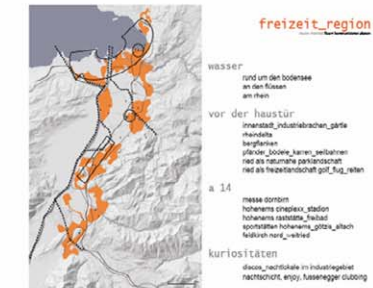 freizeit_region
wasser
rund um den bodensee
an den flüssen
am rhein
vor der haustür
innenstadt_industriebrachen_gärtle
rheindelta
bergflanken
pfänder_bödele_karren_seilbahnen
ried als naturnahe parklandschaft
ried als freizeitlandschaft golf_flug_reiten
a 14
messe dornbirn
hohenems cineplexx_stadion
hohenems raststätte_freibad
sportstätten hohenems_götzis_altach
feldkirch nord_weitried
kuriositäten
discos_nachtlokale im industriegebiet
nachtschicht, enjoy, fussenegger clubbing